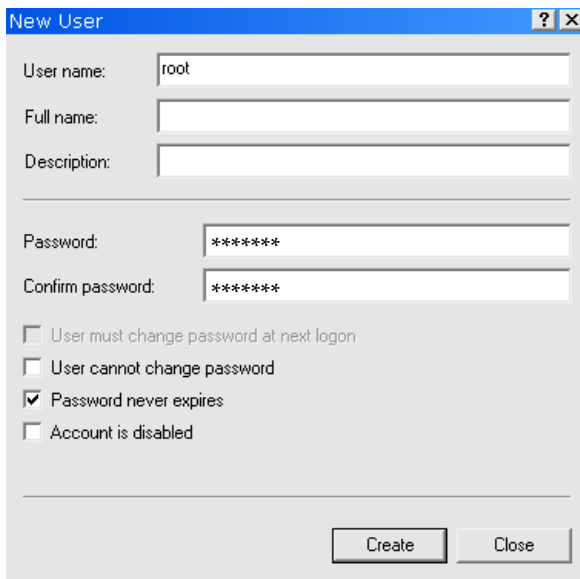 New User
User name: root
Full name:
Description:
Password: *******
Confirm password: *******
User must change password at next logon
User cannot change password
Password never expires
Account is disabled
Create Close